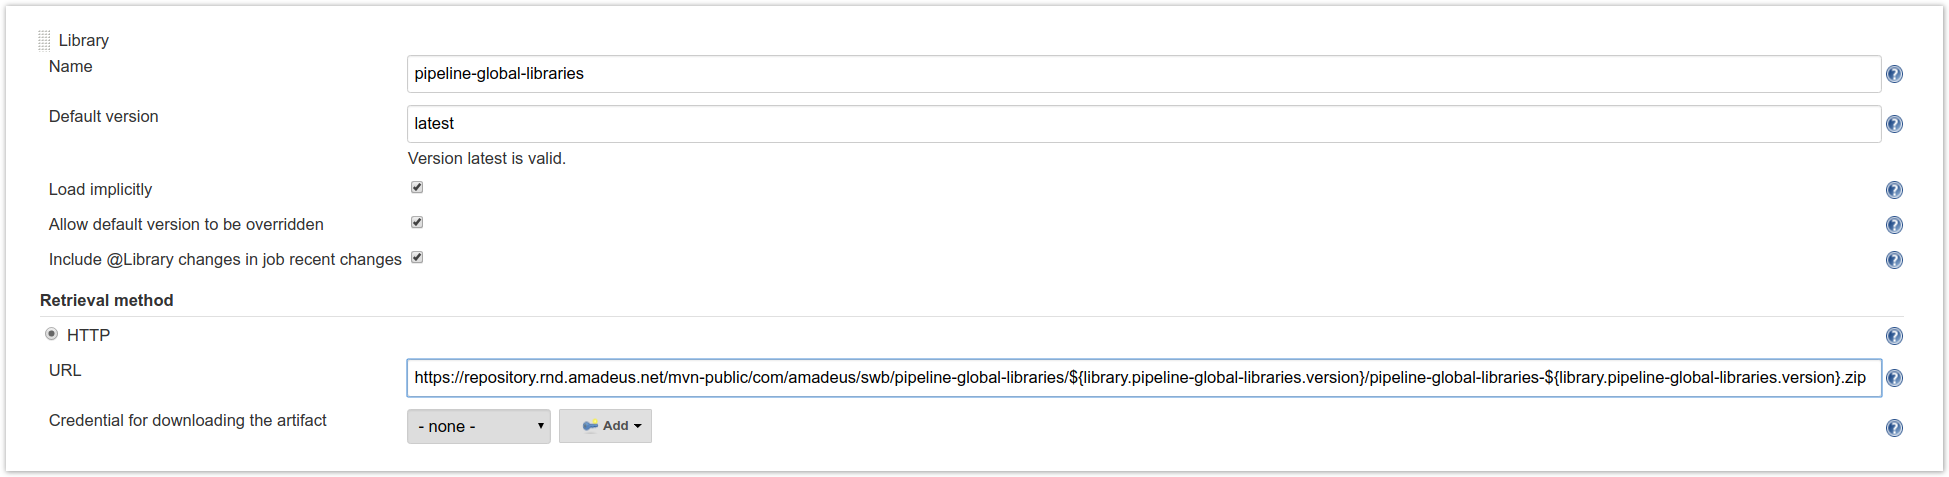 Library
Name
pipeline-global-libraries
Default version
latest
Version latest is valid.
Load implicitly
Allow default version to be overridden
Include @Library changes in job recent changes
Retrieval method
HTTP
URL
https://repository.rnd.amadeus.net/mvn-public/com/amadeus/swb/pipeline-global-libraries/${library.pipeline-global-libraries.version}/pipeline-global-libraries-${library.pipeline-global-libraries.version}.zip
Credential for downloading the artifact
- none -
Add